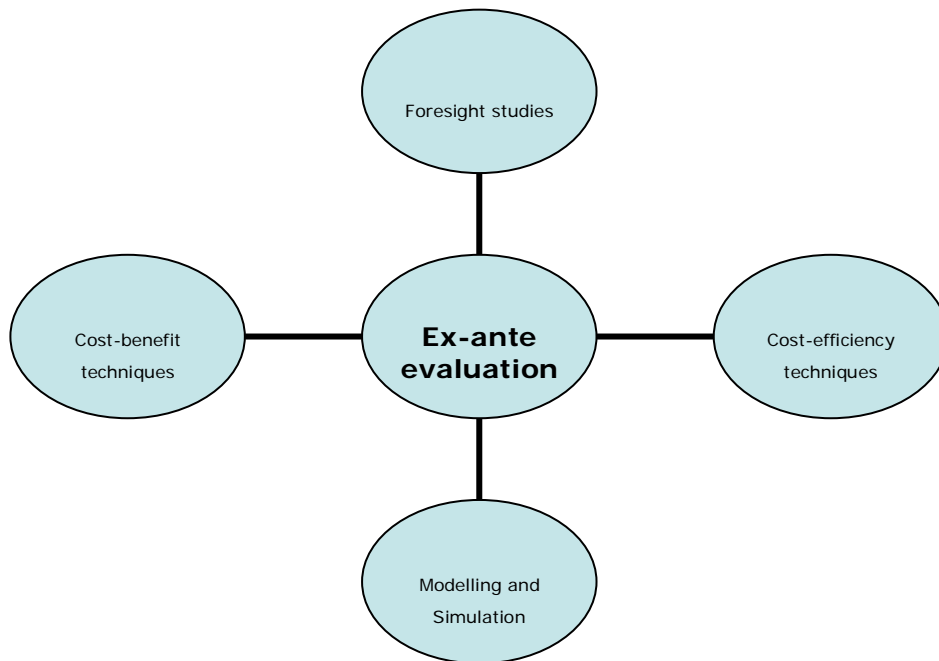 Foresight studies
Cost-benefit
techniques
Ex-ante
evaluation
Cost-efficiency
techniques
Modelling and
Simulation